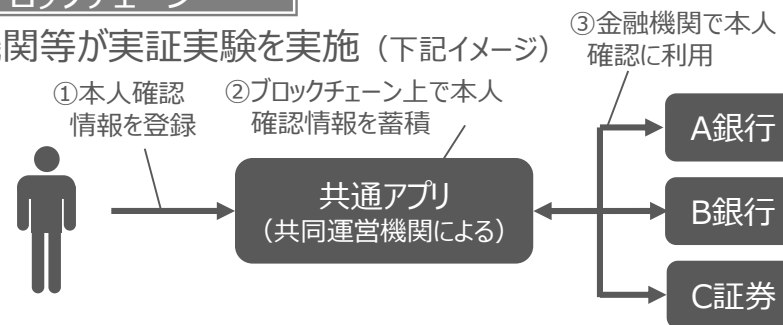 ロックチェーン
関等が実証実験を実施（下記イメージ）
③金融機関で本人
確認に利用
①本人確認
情報を登録
②ブロックチェーン上で本人
確認情報を蓄積
共通アプリ
（共同運営機関による）
A銀行
B銀行
C証券